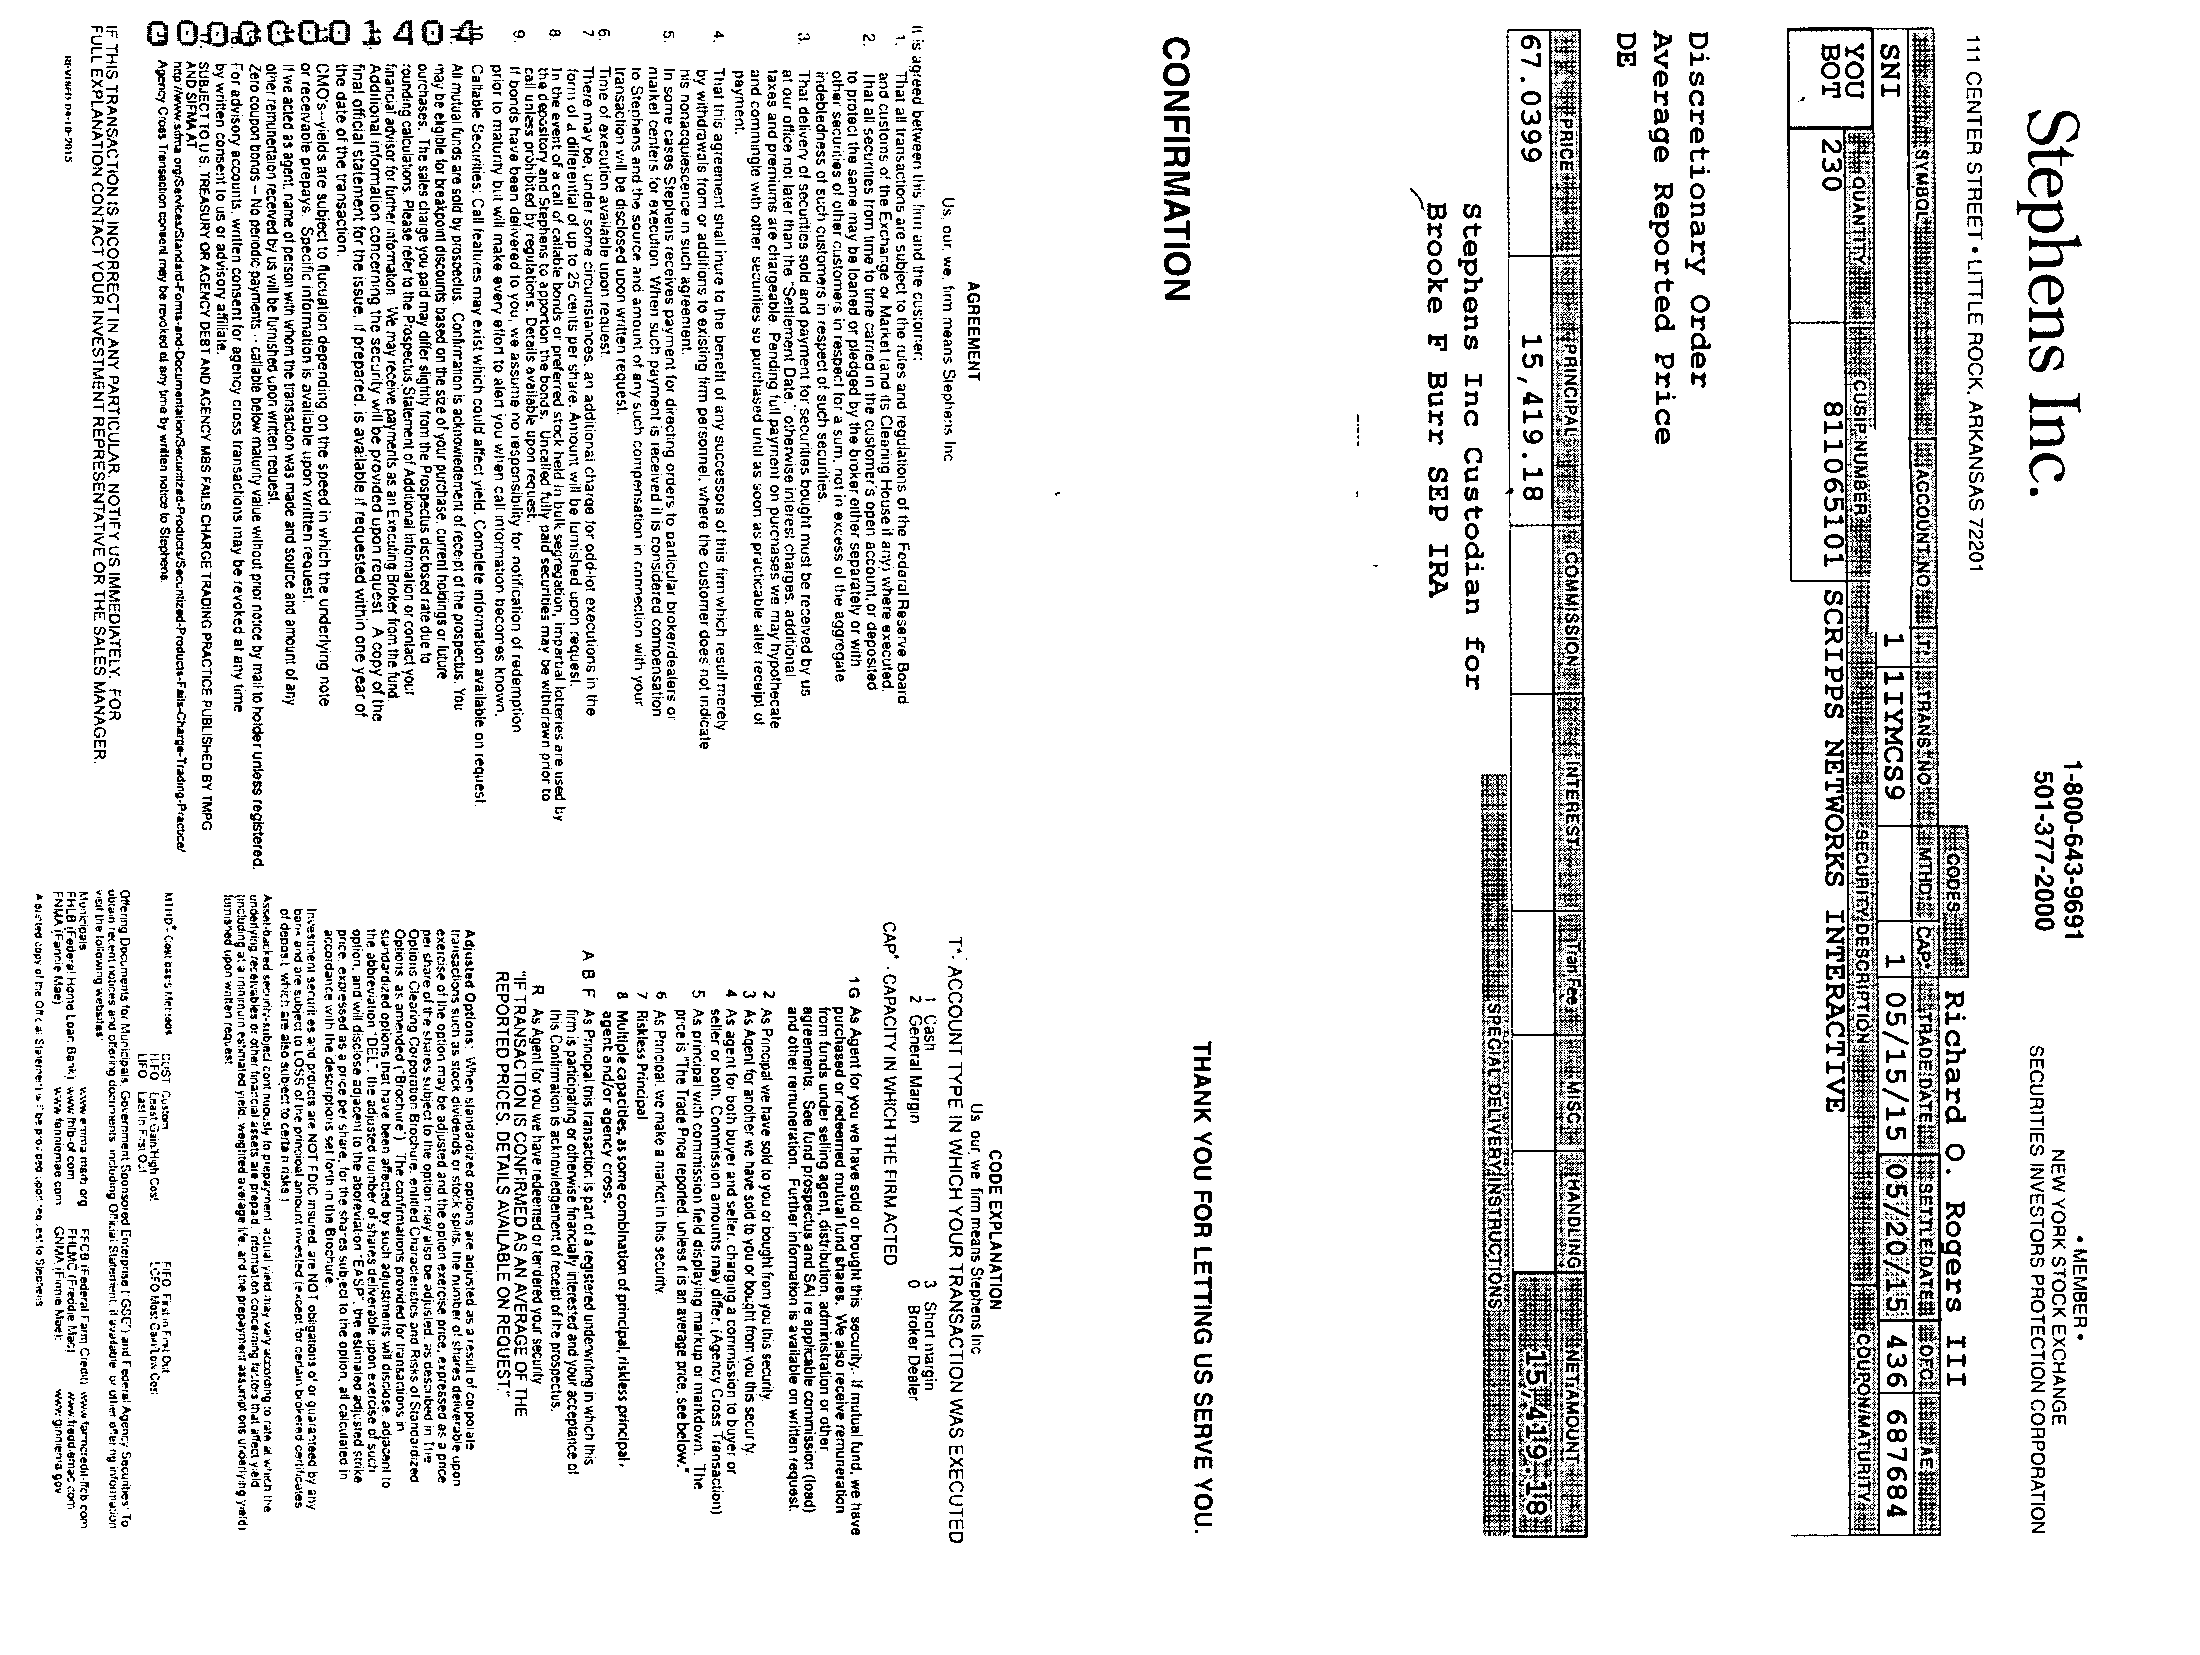 Stephens Inc.
111 CENTER STREET • LITTLE ROCK, ARKANSAS 72201
1-800-643-9691
501-377-2000
• MEMBER •
NEW YORK STOCK EXCHANGE
SECURITIES INVESTORS PROTECTION CORPORATION
CODES
Richard O. Rogers III
SYMBOL ACCOUNT NO. T* TRANS NO. MTHD* CAP* TRADE DATE SETTLE DATE OFC AE
SNI 1 1IYMCS9 1 05/15/15 05/20/15 436 687684
YOU BOT QUANTITY CUSIP NUMBER SECURITY DESCRIPTION COUPON/MATURITY
230 811065101 SCRIPPS NETWORKS INTERACTIVE
Discretionary Order
Average Reported Price
DE
PRICE PRINCIPAL COMMISSION INTEREST Tran Fee MISC. HANDLING NET AMOUNT
67.0399 15,419.18 15,419.18
SPECIAL DELIVERY INSTRUCTIONS
Stephens Inc Custodian for
Brooke F Burr SEP IRA
CONFIRMATION
THANK YOU FOR LETTING US SERVE YOU.
AGREEMENT
Us, our, we, firm means Stephens Inc
It is agreed between this firm and the customer:
1. That all transactions are subject to the rules and regulations of the Federal Reserve Board
and customs of the Exchange or Market (and its Clearing House if any) where executed.
2. That all securities from time to time carried in the customer's open account, or deposited
to protect the same may be loaned or pledged by the broker either separately or with
other securities of other customers in respect for a sum, not in excess of the aggregate
indebtedness of such customers in respect of such securities.
3. That delivery of securities sold and payment for securities bought must be received by us
at our office not later than the "Settlement Date," otherwise interest charges, additional
taxes and premiums are chargeable. Pending full payment on purchases we may hypothecate
and commingle with other securities so purchased until as soon as practicable after receipt of
payment.
4. That this agreement shall inure to the benefit of any successors of this firm which result merely
by withdrawals from or additions to existing firm personnel, where the customer does not indicate
his nonacquiescence in such agreement.
5. In some cases Stephens receives payment for directing orders to particular broker/dealers or
market centers for execution. When such payment is received it is considered compensation
to Stephens and the source and amount of any such compensation in connection with your
transaction will be disclosed upon written request.
6. Time of execution available upon request.
7. There may be, under some circumstances, an additional charge for odd-lot executions in the
form of a differential of up to 25 cents per share. Amount will be furnished upon request.
8. In the event of a call of callable bonds or preferred stock held in bulk segregation, impartial lotteries are used by
the depository and Stephens to apportion the bonds. Uncalled fully paid securities may be withdrawn prior to
call unless prohibited by regulations. Details available upon request.
9. If bonds have been delivered to you, we assume no responsibility for notification of redemption
prior to maturity but it will make every effort to alert you when call information becomes known.
Callable Securities: Call features may exist which could affect yield. Complete information available on request.
All mutual funds are sold by prospectus. Confirmation is acknowledgement of receipt of the prospectus. You
may be eligible for breakpoint discounts based on the size of your purchase, current holdings or future
purchases. The sales charge you paid may differ slightly from the Prospectus disclosed rate due to
rounding calculations. Please refer to the Prospectus, Statement of Additional Information or contact your
financial advisor for further information. We may receive payments as an Executing Broker from the fund.
Additional information concerning the security will be provided upon request. A copy of the
final official statement for the issue, if prepared, is available if requested within one year of
the date of the transaction.
CMO's--yields are subject to fluctuation depending on the speed in which the underlying note
or receivable prepays. Specific information is available upon written request.
If we acted as agent, name of person with whom the transaction was made and source and amount of any
other remuneration received by us will be furnished upon written request.
Zero coupon bonds -- No periodic payments - callable below maturity value without prior notice by mail to holder unless registered.
For advisory accounts, written consent for agency cross transactions may be revoked at any time
by written consent to us or advisory affiliate.
SUBJECT TO U.S. TREASURY OR AGENCY DEBT AND AGENCY MBS FAILS CHARGE TRADING PRACTICE PUBLISHED BY TMPG
AND SIFMA AT
http://www.sifma.org/Services/Standard-Forms-and-Documentation/Securitized-Products/Securitized-Products-Fails-Charge-Trading-Practice/
Agency Cross Transaction consent may be revoked at any time by written notice to Stephens.
00000001404
IF THIS TRANSACTION IS INCORRECT IN ANY PARTICULAR, NOTIFY US IMMEDIATELY. FOR
FULL EXPLANATION CONTACT YOUR INVESTMENT REPRESENTATIVE OR THE SALES MANAGER.
REVISED 04-10-2015
CODE EXPLANATION
Us our, we firm means Stephens Inc
T*- ACCOUNT TYPE IN WHICH YOUR TRANSACTION WAS EXECUTED
1 Cash 3 Short margin
2 General Margin 0 Broker Dealer
CAP* - CAPACITY IN WHICH THE FIRM ACTED
1G As Agent for you we have sold or bought this security. If mutual fund, we have
purchased or redeemed mutual fund shares. We also receive remuneration
from funds under selling agent, distribution, administration or other
agreements. See fund prospectus and SAI re applicable commission (load)
and other remuneration. Further information is available on written request.
2 As Principal we have sold to you or bought from you this security.
3 As Agent for another we have sold to you or bought from you this security.
4 As agent for both buyer and seller, charging a commission to buyer or
seller or both. Commission amounts may differ. (Agency Cross Transaction)
5 As principal with commission field displaying markup or markdown. The
price is "The Trade Price reported, unless it is an average price, see below."
6 As Principal, we make a market in this security.
7 Riskless Principal
8 Multiple capacities, as some combination of principal, riskless principal,
agent and/or agency cross.
A B F As Principal this transaction is part of a registered underwriting in which this
firm is participating or otherwise financially interested and your acceptance of
this Confirmation is acknowledgement of receipt of the prospectus.
R As Agent for you we have redeemed or tendered your security
"IF TRANSACTION IS CONFIRMED AS AN AVERAGE OF THE
REPORTED PRICES, DETAILS AVAILABLE ON REQUEST."
Adjusted Options: When standardized options are adjusted as a result of corporate
transactions such as stock dividends or stock splits, the number of shares deliverable upon
exercise of the option may be adjusted and the option exercise price, expressed as a price
per share of the shares subject to the option may also be adjusted, as described in the
Options Clearing Corporation Brochure, entitled Characteristics and Risks of Standardized
Options, as amended ("Brochure"). The confirmations provided for transactions in
standardized options that have been affected by such adjustments will disclose, adjacent to
the abbreviation "DEL", the adjusted number of shares deliverable upon exercise of such
option, and will disclose adjacent to the abbreviation "EASP", the estimated adjusted strike
price, expressed as a price per share, for the shares subject to the option, all calculated in
accordance with the descriptions set forth in the Brochure.
Investment securities and products are NOT FDIC insured, are NOT obligations of or guaranteed by any
bank and are subject to LOSS of the principal amount invested (except for certain brokered certificates
of deposit, which are also subject to certain risks.)
Asset-backed security-subject continuously to prepayment, actual yield may vary according to rate at which the
underlying receivables or other financial assets are prepaid, information concerning factors that affect yield
(including at a minimum estimated yield, weighted average life, and the prepayment assumptions underlying yield)
furnished upon written request
MTHD*- Cost basis Methods CUST Custom FIFO First in First Out
HIFO Least Gain/High Cost LOFO Most Gain/Low Cost
LIFO Last In First Out
Offering Documents for Municipals, Government Sponsored Enterprise (GSE) and Federal Agency Securities: To
obtain recent notices and offering documents, including Official Statement, if available, or other offering information
visit the following websites:
Municipals www.emma.msrb.org FFCB (Federal Farm Credit) www.farmcredit-ffcb.com
FHLB (Federal Home Loan Bank) www.fhlb-of.com FHLMC (Freddie Mac) www.freddiemac.com
FNMA (Fannie Mae) www.fanniemae.com GNMA (Ginnie Mae) www.ginniema.gov
A printed copy of the Official Statement will be provided upon request to Stephens